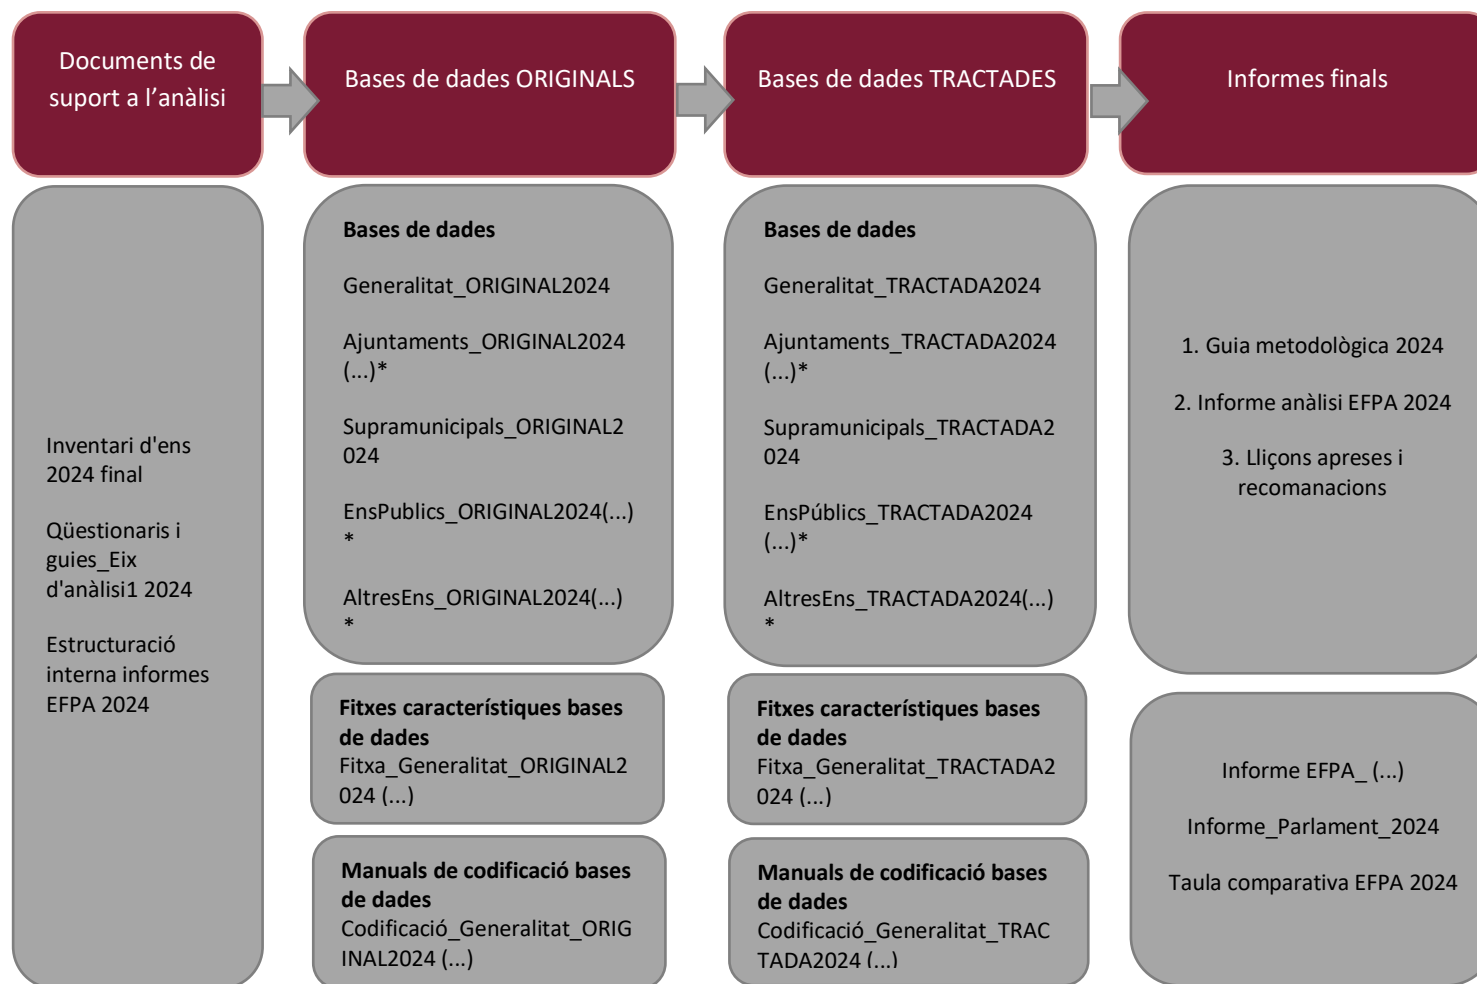 Documents de
suport a l’anàlisi
Bases de dades ORIGINALS
Bases de dades TRACTADES
Informes finals
Inventari d'ens
2024 final
Qüestionaris i
guies_Eix
d'anàlisi1 2024
Estructuració
interna informes
EFPA 2024
Bases de dades
Generalitat_ORIGINAL2024
Ajuntaments_ORIGINAL2024
(...)*
Supramunicipals_ORIGINAL2
024
EnsPublics_ORIGINAL2024(...)
*
AltresEns_ORIGINAL2024(...)
*
Fitxes característiques bases
de dades
Fitxa_Generalitat_ORIGINAL2
024 (...)
Manuals de codificació bases
de dades
Codificació_Generalitat_ORIG
INAL2024 (...)
Bases de dades
Generalitat_TRACTADA2024
Ajuntaments_TRACTADA2024
(...)*
Supramunicipals_TRACTADA2
024
EnsPúblics_TRACTADA2024
(...)*
AltresEns_TRACTADA2024(...)
*
Fitxes característiques bases
de dades
Fitxa_Generalitat_TRACTADA2
024 (...)
Manuals de codificació bases
de dades
Codificació_Generalitat_TRAC
TADA2024 (...)
1. Guia metodològica 2024
2. Informe anàlisi EFPA 2024
3. Lliçons apreses i
recomanacions
Informe EFPA_ (...)
Informe_Parlament_2024
Taula comparativa EFPA 2024